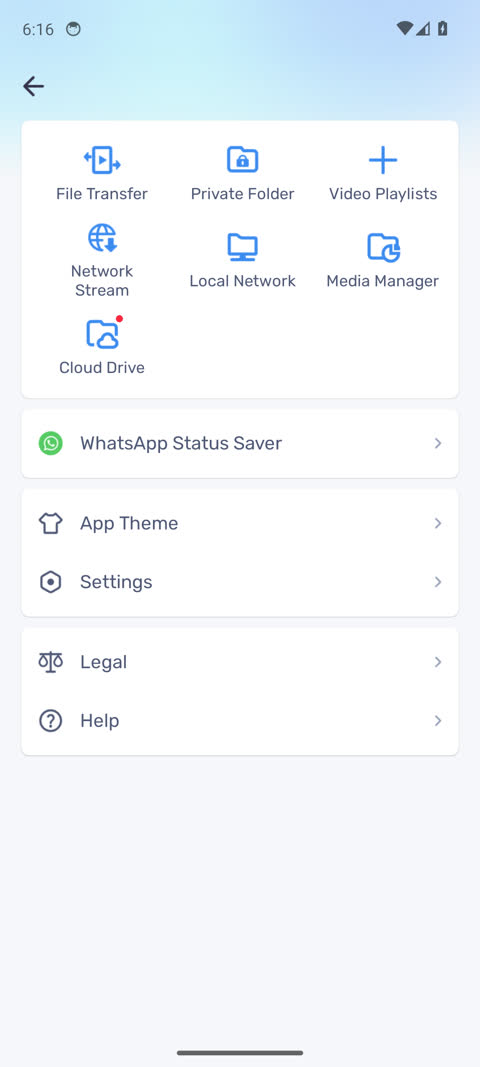 6:16
File Transfer
Private Folder
Video Playlists
Network
Stream
Local Network
Media Manager
Cloud Drive
WhatsApp Status Saver
App Theme
Settings
Legal
Help